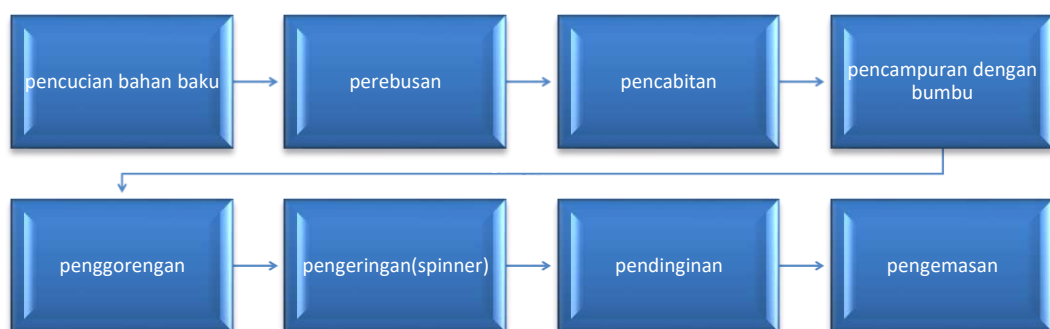 pencucian bahan baku
perebusan
pencabitan
pencampuran dengan
bumbu
penggorengan
pengeringan(spinner)
pendinginan
pengemasan